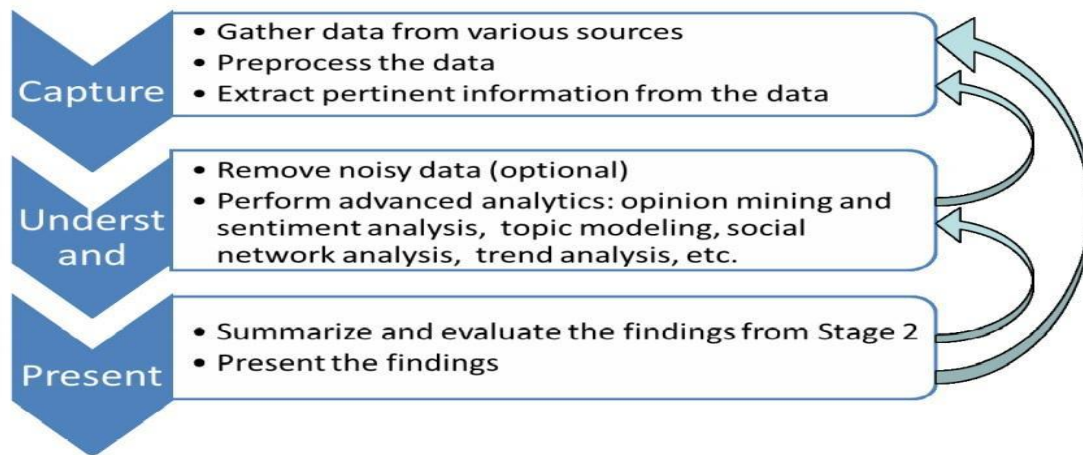 Capture
• Gather data from various sources
• Preprocess the data
• Extract pertinent information from the data
Underst
and
• Remove noisy data (optional)
• Perform advanced analytics: opinion mining and
sentiment analysis, topic modeling, social
network analysis, trend analysis, etc.
Present
• Summarize and evaluate the findings from Stage 2
• Present the findings